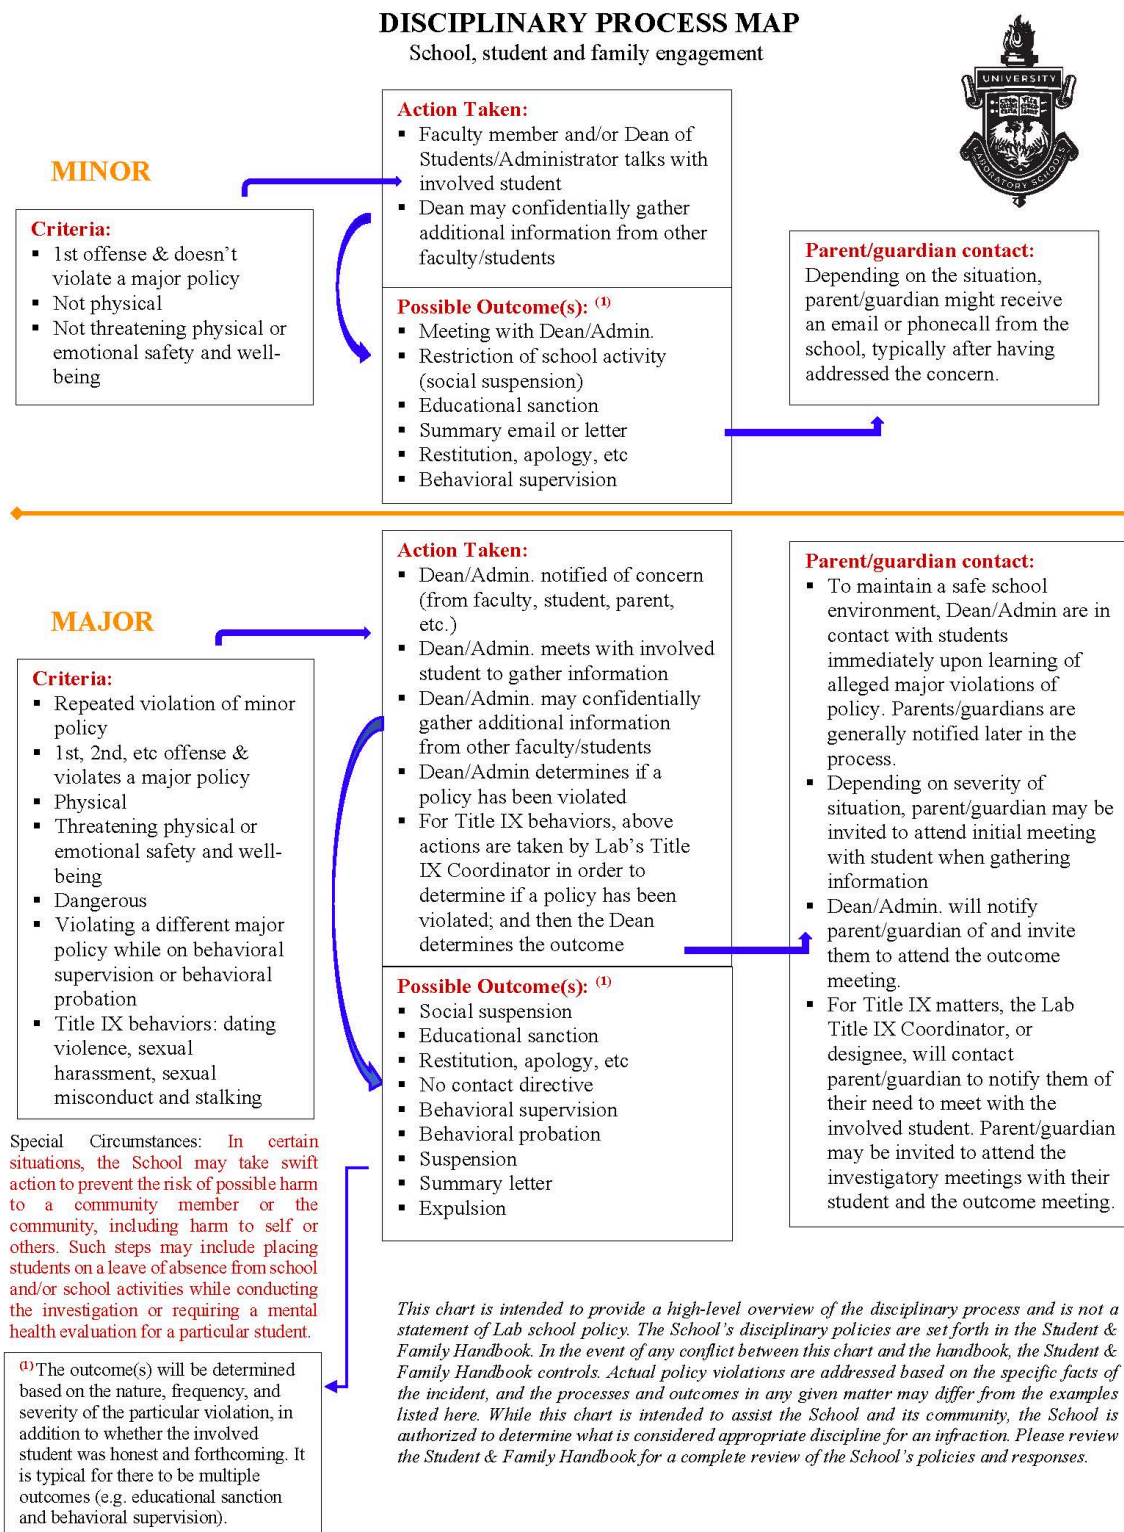 DISCIPLINARY PROCESS MAP
School, student and family engagement
UNIVERSITY
LABORATORY SCHOOLS
MINOR
Criteria:
▪ 1st offense & doesn't
violate a major policy
▪ Not physical
▪ Not threatening physical or
emotional safety and well-
being
Action Taken:
▪ Faculty member and/or Dean of
Students/Administrator talks with
involved student
▪ Dean may confidentially gather
additional information from other
faculty/students
Possible Outcome(s): (1)
▪ Meeting with Dean/Admin.
▪ Restriction of school activity
(social suspension)
▪ Educational sanction
▪ Summary email or letter
▪ Restitution, apology, etc
▪ Behavioral supervision
Parent/guardian contact:
Depending on the situation,
parent/guardian might receive
an email or phonecall from the
school, typically after having
addressed the concern.
MAJOR
Criteria:
▪ Repeated violation of minor
policy
▪ 1st, 2nd, etc offense &
violates a major policy
▪ Physical
▪ Threatening physical or
emotional safety and well-
being
▪ Dangerous
▪ Violating a different major
policy while on behavioral
supervision or behavioral
probation
▪ Title IX behaviors: dating
violence, sexual
harassment, sexual
misconduct and stalking
Action Taken:
▪ Dean/Admin. notified of concern
(from faculty, student, parent,
etc.)
▪ Dean/Admin. meets with involved
student to gather information
▪ Dean/Admin. may confidentially
gather additional information
from other faculty/students
▪ Dean/Admin determines if a
policy has been violated
▪ For Title IX behaviors, above
actions are taken by Lab's Title
IX Coordinator in order to
determine if a policy has been
violated; and then the Dean
determines the outcome
Possible Outcome(s): (1)
▪ Social suspension
▪ Educational sanction
▪ Restitution, apology, etc
▪ No contact directive
▪ Behavioral supervision
▪ Behavioral probation
▪ Suspension
▪ Summary letter
▪ Expulsion
Parent/guardian contact:
▪ To maintain a safe school
environment, Dean/Admin are in
contact with students
immediately upon learning of
alleged major violations of
policy. Parents/guardians are
generally notified later in the
process.
▪ Depending on severity of
situation, parent/guardian may be
invited to attend initial meeting
with student when gathering
information
▪ Dean/Admin. will notify
parent/guardian of and invite
them to attend the outcome
meeting.
▪ For Title IX matters, the Lab
Title IX Coordinator, or
designee, will contact
parent/guardian to notify them of
their need to meet with the
involved student. Parent/guardian
may be invited to attend the
investigatory meetings with their
student and the outcome meeting.
Special Circumstances: In certain
situations, the School may take swift
action to prevent the risk of possible harm
to a community member or the
community, including harm to self or
others. Such steps may include placing
students on a leave of absence from school
and/or school activities while conducting
the investigation or requiring a mental
health evaluation for a particular student.
(1) The outcome(s) will be determined
based on the nature, frequency, and
severity of the particular violation, in
addition to whether the involved
student was honest and forthcoming. It
is typical for there to be multiple
outcomes (e.g. educational sanction
and behavioral supervision).
This chart is intended to provide a high-level overview of the disciplinary process and is not a
statement of Lab school policy. The School's disciplinary policies are set forth in the Student &
Family Handbook. In the event of any conflict between this chart and the handbook, the Student &
Family Handbook controls. Actual policy violations are addressed based on the specific facts of
the incident, and the processes and outcomes in any given matter may differ from the examples
listed here. While this chart is intended to assist the School and its community, the School is
authorized to determine what is considered appropriate discipline for an infraction. Please review
the Student & Family Handbook for a complete review of the School's policies and responses.